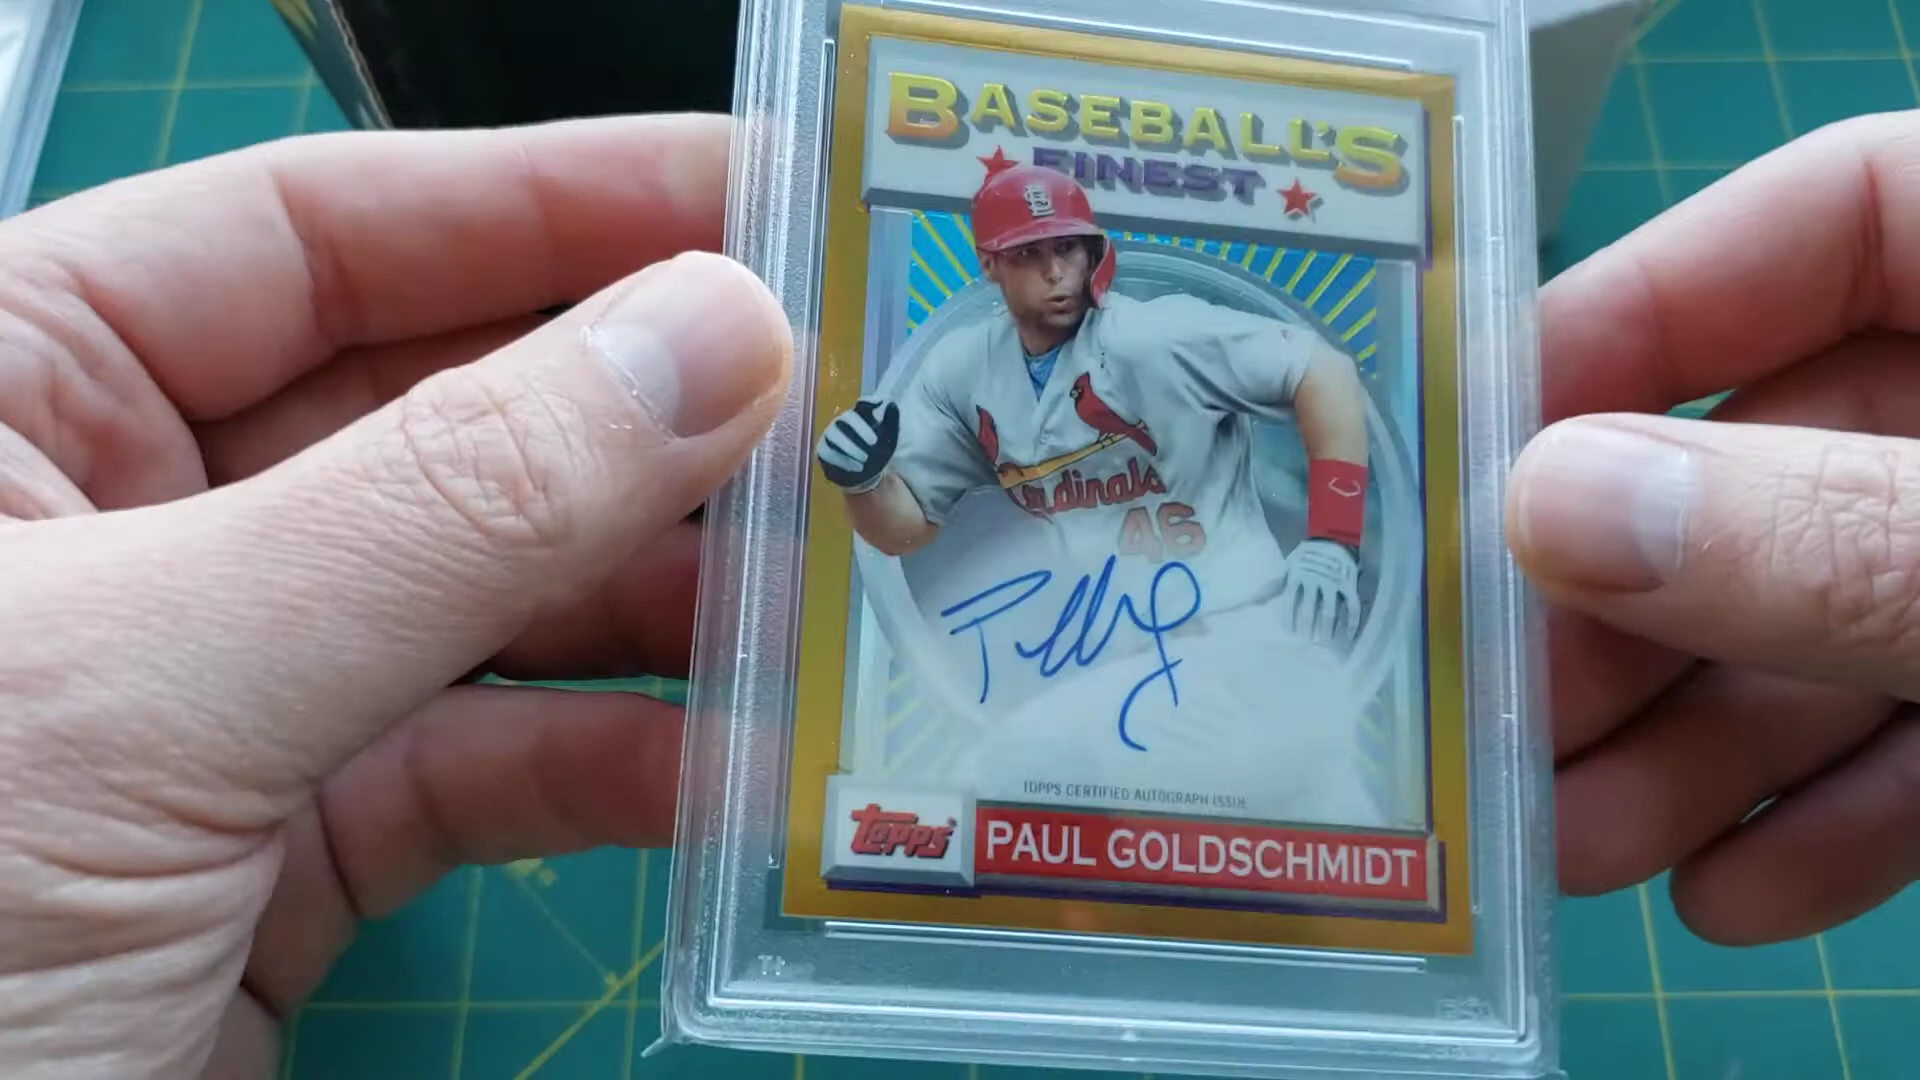 BASEBALL'S
FINEST
Cardinals
46
TOPPS CERTIFIED AUTOGRAPH ISSUE
Topps
PAUL GOLDSCHMIDT